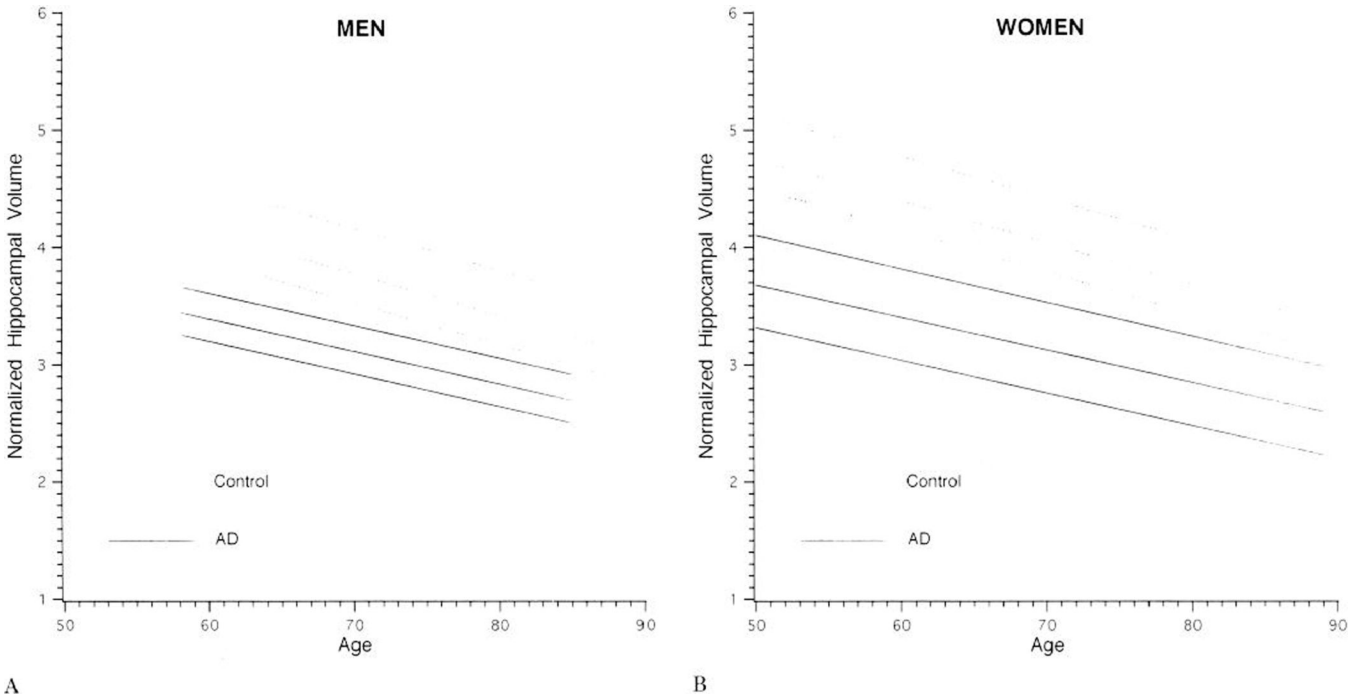 MEN
6
5
4
3
2
1
Normalized Hippocampal Volume
Control
AD
50 60 70 80 90
Age
A
WOMEN
6
5
4
3
2
1
Normalized Hippocampal Volume
Control
AD
50 60 70 80 90
Age
B